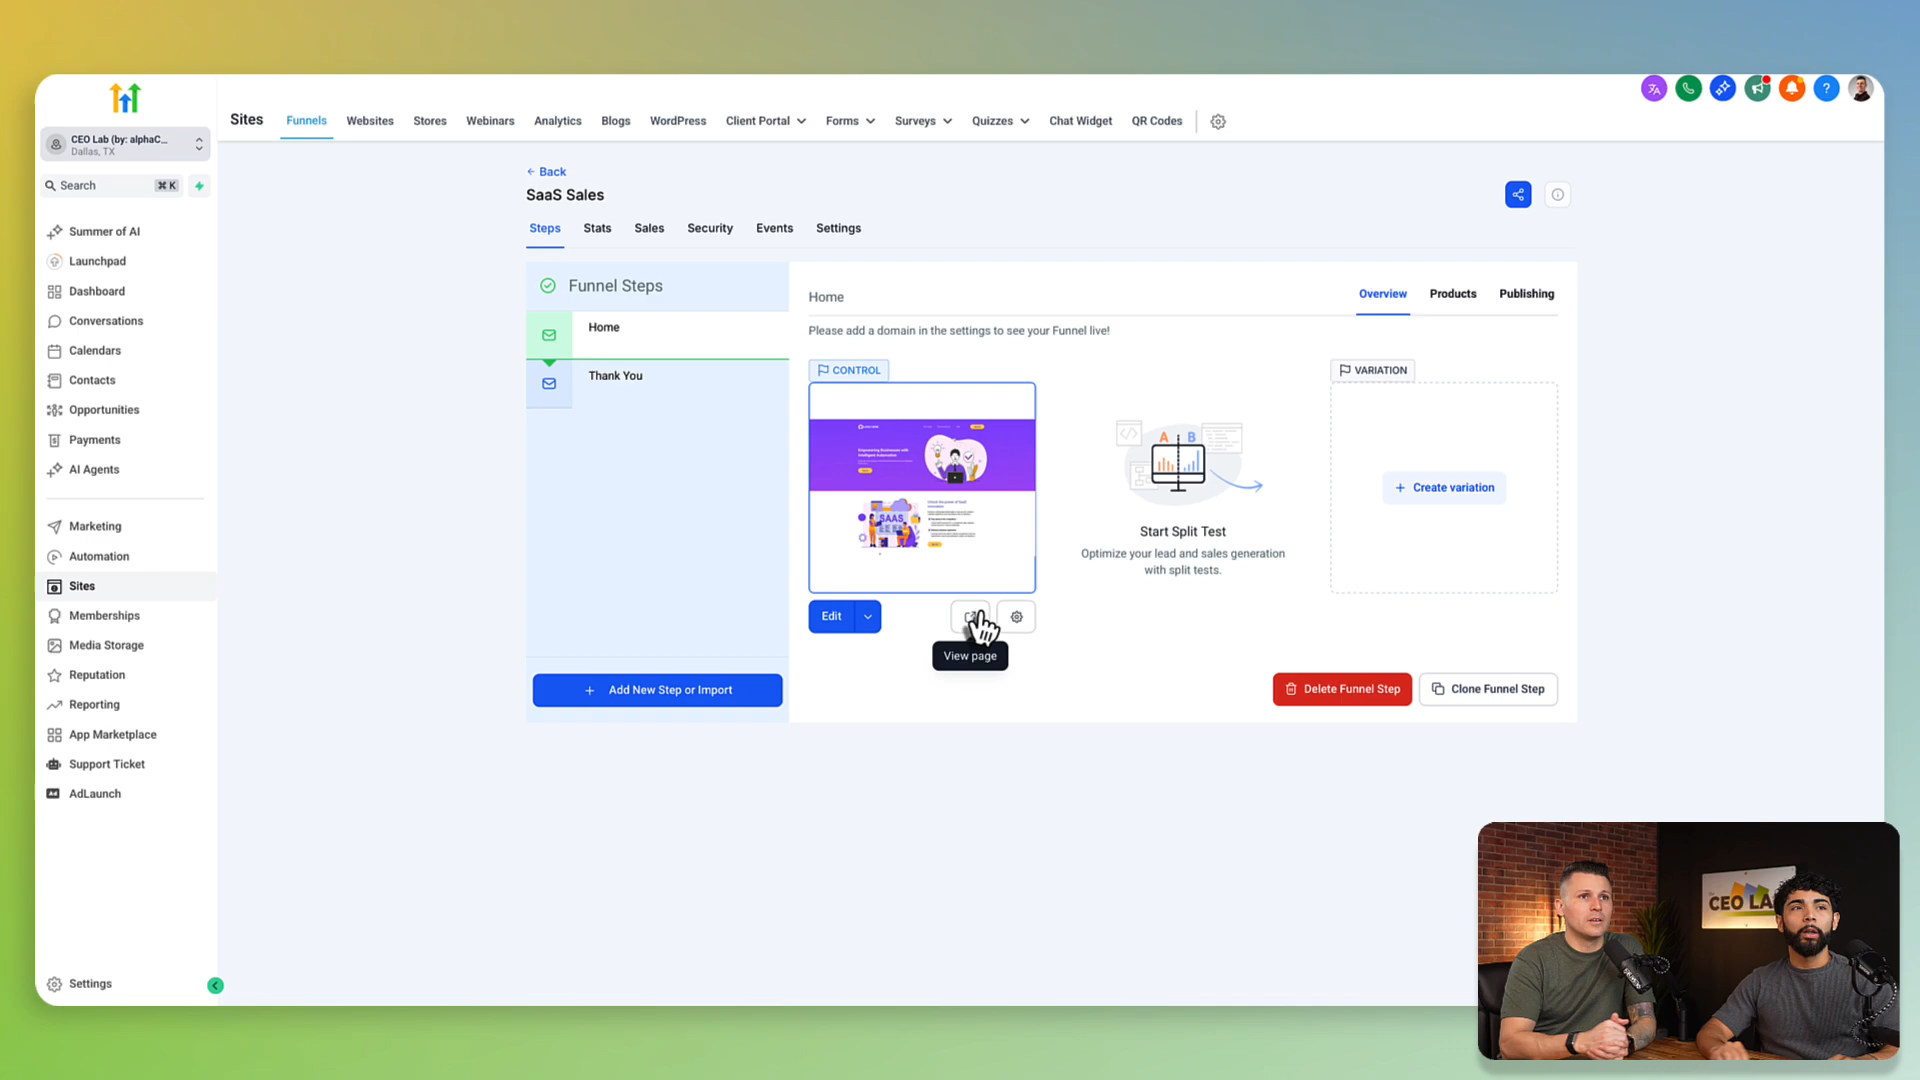 CEO Lab (by: alphaC...
Dallas, TX
Search
⌘ K
Summer of AI
Launchpad
Dashboard
Conversations
Calendars
Contacts
Opportunities
Payments
AI Agents
Marketing
Automation
Sites
Memberships
Media Storage
Reputation
Reporting
App Marketplace
Support Ticket
AdLaunch
Settings
Sites
Funnels
Websites
Stores
Webinars
Analytics
Blogs
WordPress
Client Portal
Forms
Surveys
Quizzes
Chat Widget
QR Codes
← Back
SaaS Sales
Steps
Stats
Sales
Security
Events
Settings
Funnel Steps
Home
Thank You
+ Add New Step or Import
Home
Overview
Products
Publishing
Please add a domain in the settings to see your Funnel live!
CONTROL
Empowering Businesses with
Intelligent Automation
SAAS
Edit
View page
A B
Start Split Test
Optimize your lead and sales generation
with split tests.
VARIATION
+ Create variation
Delete Funnel Step
Clone Funnel Step
CEO LA